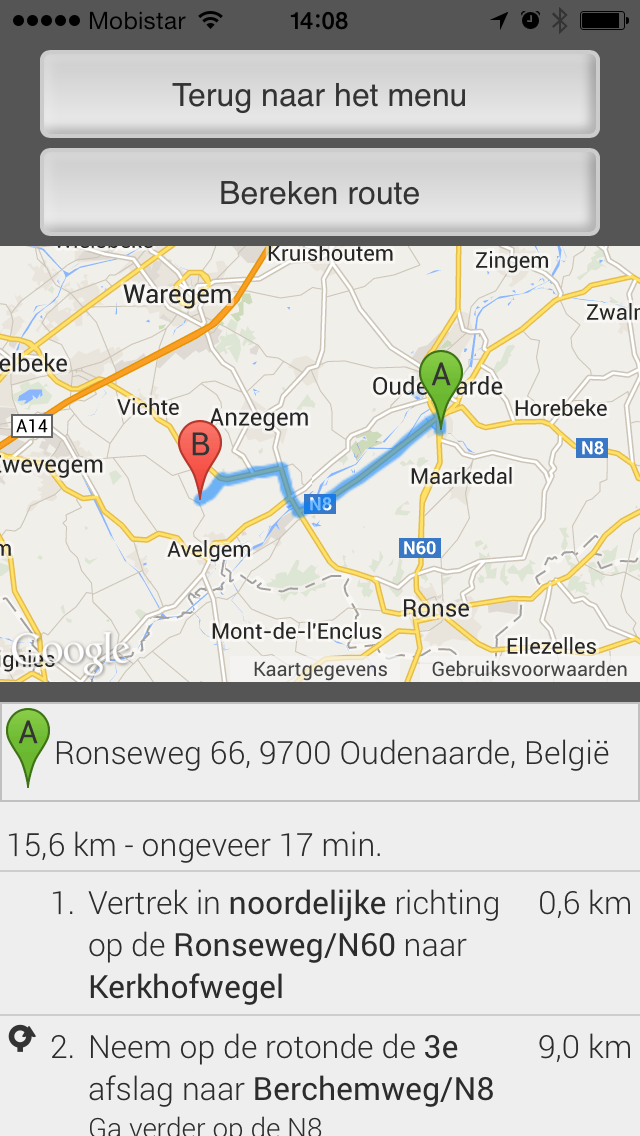 Mobistar 14:08
Terug naar het menu
Bereken route
Kruishoutem
Zingem
Waregem
Zwalr
elbeke
Oudenaarde
A
Vichte
Anzegem
Horebeke
A14
B
N8
Zwevegem
Maarkedal
N8
Avelgem
N60
m
Ronse
Mont-de-l'Enclus
Ellezelles
Google
ignies
Kaartgegevens
Gebruiksvoorwaarden
A
Ronseweg 66, 9700 Oudenaarde, België
15,6 km - ongeveer 17 min.
1. Vertrek in noordelijke richting 0,6 km
op de Ronseweg/N60 naar
Kerkhofwegel
2. Neem op de rotonde de 3e 9,0 km
afslag naar Berchemweg/N8
Ga verder op de N8